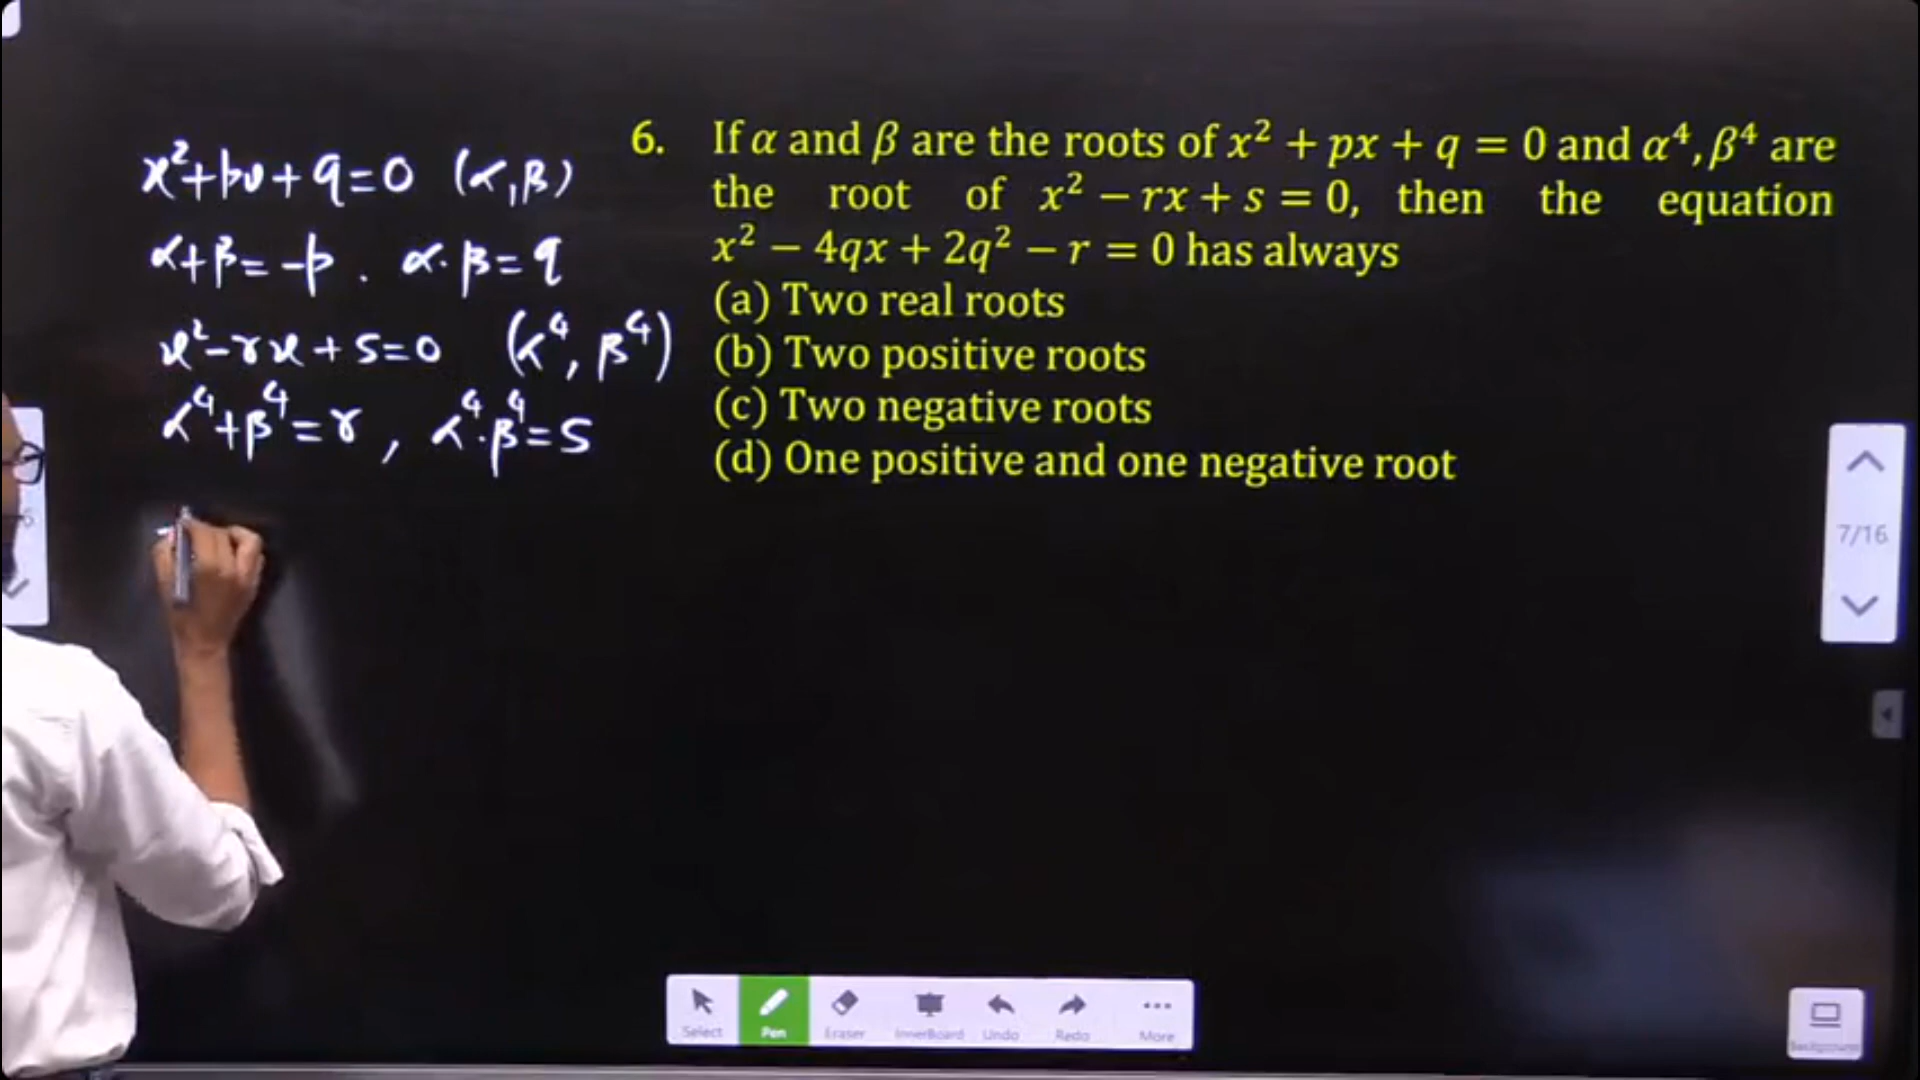 x²+px+q=0 (α,β)
α+β=-p . α.β=q
x²-rx+s=0 (α⁴, β⁴)
α⁴+β⁴=r , α⁴.β⁴=s
6. If α and β are the roots of x² + px + q = 0 and α⁴, β⁴ are
the root of x² − rx + s = 0, then the equation
x² − 4qx + 2q² − r = 0 has always
(a) Two real roots
(b) Two positive roots
(c) Two negative roots
(d) One positive and one negative root
7/16
Select Pen Eraser InnerBoard Undo Redo More
Background